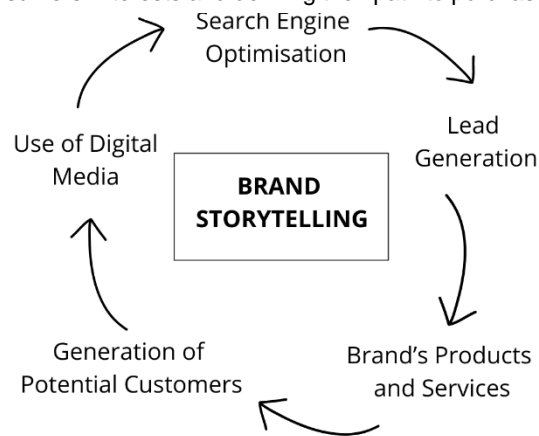 Search Engine
Optimisation
Lead
Generation
Use of Digital
Media
BRAND
STORYTELLING
Generation of
Potential Customers
Brand's Products
and Services